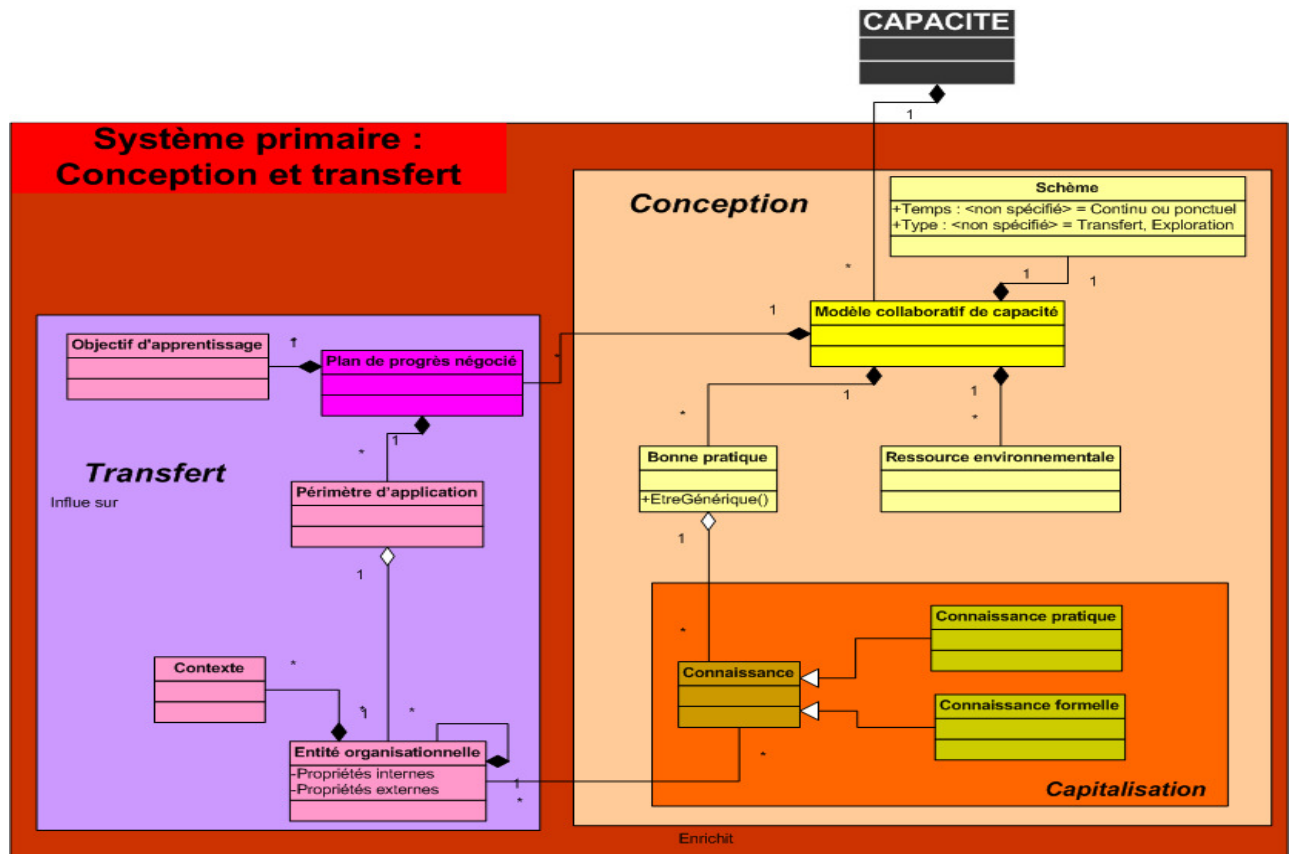 CAPACITE
1
Système primaire :
Conception et transfert
Conception
Schème
+Temps : <non spécifié> = Continu ou ponctuel
+Type : <non spécifié> = Transfert, Exploration
*
1
1
1
Modèle collaboratif de capacité
Objectif d'apprentissage
Plan de progrès négocié
*
1
1
*
*
1
*
Transfert
Influe sur
Périmètre d'application
Bonne pratique
+EtreGénérique()
Ressource environnementale
1
1
*
Connaissance pratique
Contexte
*
Connaissance
Connaissance formelle
1
*
Entité organisationnelle
-Propriétés internes
-Propriétés externes
1
*
*
Capitalisation
Enrichit